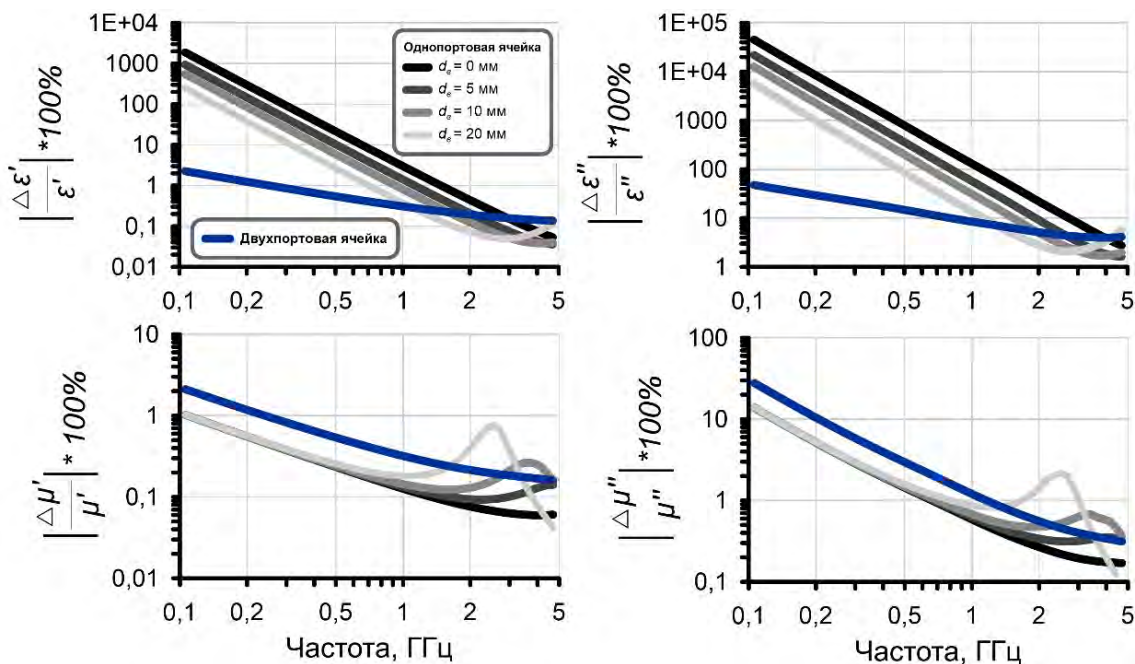 1E+04
1000
100
10
1
0,1
0,01
|Δε′/ε′|*100%
Однопортовая ячейка
dₑ = 0 мм
dₑ = 5 мм
dₑ = 10 мм
dₑ = 20 мм
Двухпортовая ячейка
0,1 0,2 0,5 1 2 5
1E+05
1E+04
1000
100
10
1
|Δε″/ε″|*100%
0,1 0,2 0,5 1 2 5
10
1
0,1
0,01
|Δμ′/μ′|* 100%
0,1 0,2 0,5 1 2 5
Частота, ГГц
100
10
1
0,1
|Δμ″/μ″|*100%
0,1 0,2 0,5 1 2 5
Частота, ГГц